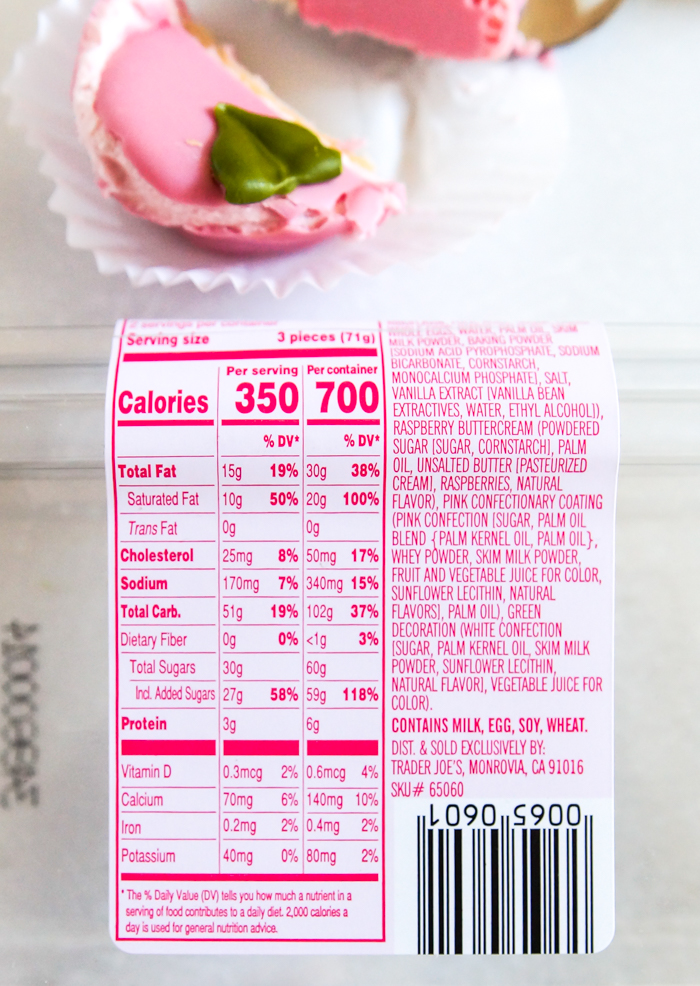 2 servings per container
Serving size 3 pieces (71g)
Per serving Per container
Calories 350 700
% DV* % DV*
Total Fat 15g 19% 30g 38%
Saturated Fat 10g 50% 20g 100%
Trans Fat 0g 0g
Cholesterol 25mg 8% 50mg 17%
Sodium 170mg 7% 340mg 15%
Total Carb. 51g 19% 102g 37%
Dietary Fiber 0g 0% <1g 3%
Total Sugars 30g 60g
Incl. Added Sugars 27g 58% 59g 118%
Protein 3g 6g
Vitamin D 0.3mcg 2% 0.6mcg 4%
Calcium 70mg 6% 140mg 10%
Iron 0.2mg 2% 0.4mg 2%
Potassium 40mg 0% 80mg 2%
* The % Daily Value (DV) tells you how much a nutrient in a
serving of food contributes to a daily diet. 2,000 calories a
day is used for general nutrition advice.
WHOLE EGGS, WATER, PALM OIL, SKIM
MILK POWDER, BAKING POWDER
[SODIUM ACID PYROPHOSPHATE, SODIUM
BICARBONATE, CORNSTARCH,
MONOCALCIUM PHOSPHATE], SALT,
VANILLA EXTRACT [VANILLA BEAN
EXTRACTIVES, WATER, ETHYL ALCOHOL]),
RASPBERRY BUTTERCREAM (POWDERED
SUGAR [SUGAR, CORNSTARCH], PALM
OIL, UNSALTED BUTTER [PASTEURIZED
CREAM], RASPBERRIES, NATURAL
FLAVOR), PINK CONFECTIONARY COATING
(PINK CONFECTION [SUGAR, PALM OIL
BLEND {PALM KERNEL OIL, PALM OIL},
WHEY POWDER, SKIM MILK POWDER,
FRUIT AND VEGETABLE JUICE FOR COLOR,
SUNFLOWER LECITHIN, NATURAL
FLAVORS], PALM OIL), GREEN
DECORATION (WHITE CONFECTION
[SUGAR, PALM KERNEL OIL, SKIM MILK
POWDER, SUNFLOWER LECITHIN,
NATURAL FLAVOR], VEGETABLE JUICE FOR
COLOR).
CONTAINS MILK, EGG, SOY, WHEAT.
DIST. & SOLD EXCLUSIVELY BY:
TRADER JOE'S, MONROVIA, CA 91016
SKU# 65060
0065 0601